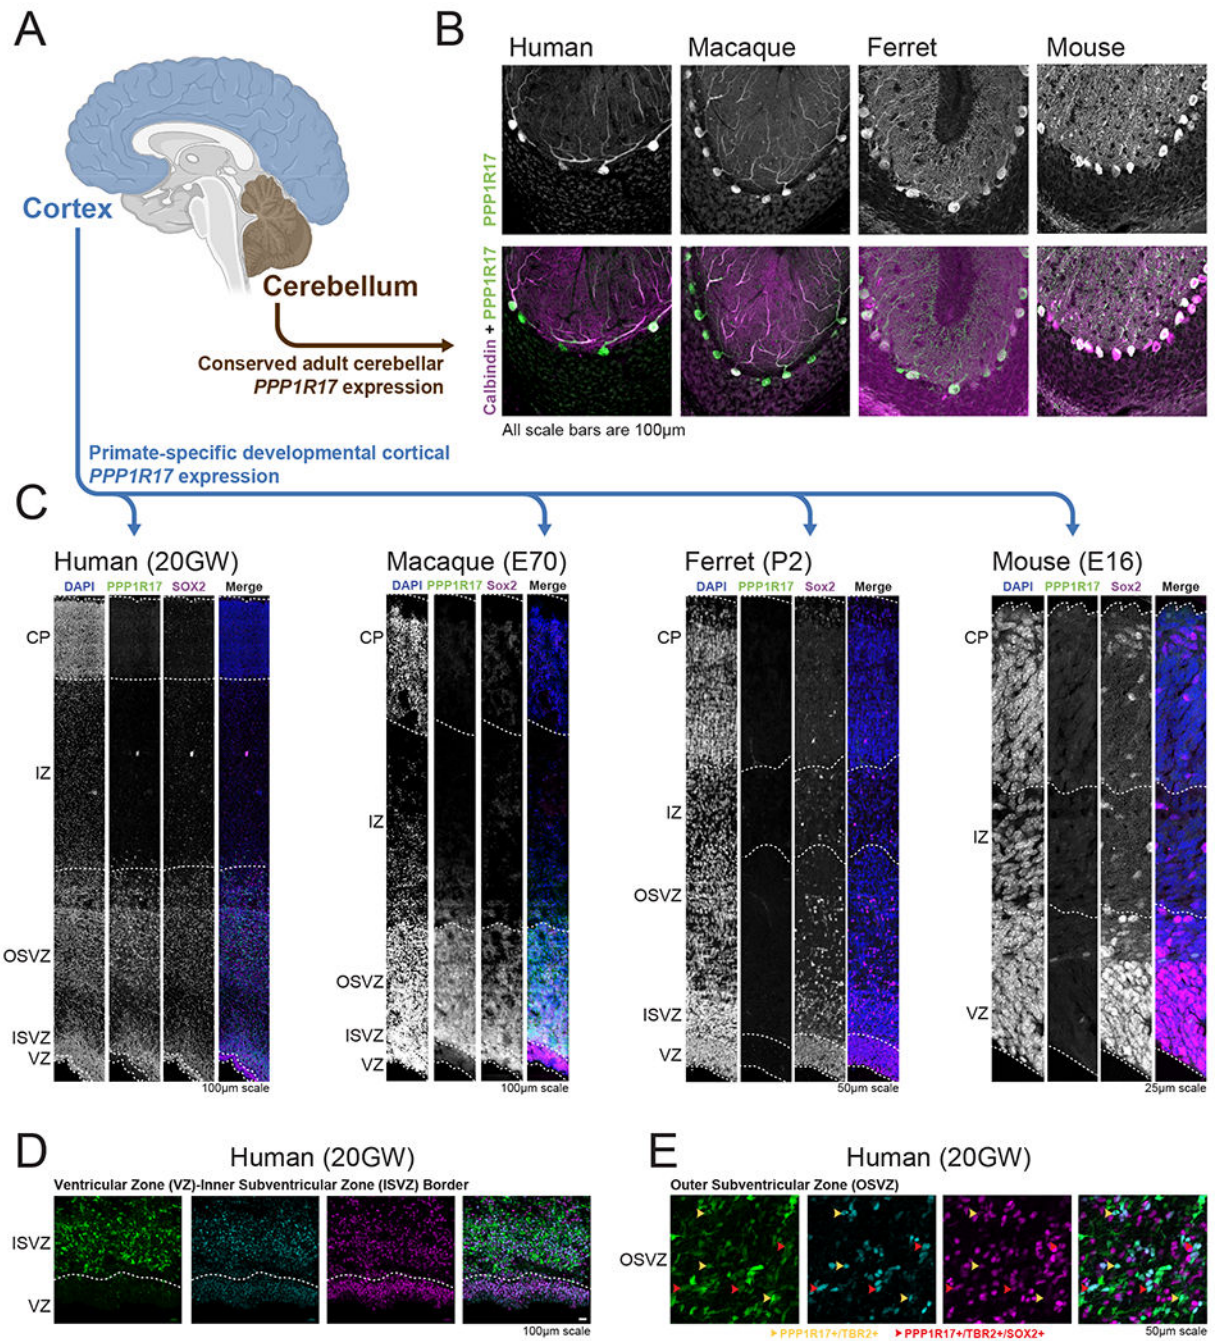 A
B
Human
Macaque
Ferret
Mouse
PPP1R17
Cortex
Cerebellum
Calbindin + PPP1R17
Conserved adult cerebellar
PPP1R17 expression
All scale bars are 100µm
Primate-specific developmental cortical
PPP1R17 expression
C
Human (20GW)
DAPI PPP1R17 SOX2 Merge
CP
IZ
OSVZ
ISVZ
VZ
100µm scale
Macaque (E70)
DAPI PPP1R17 Sox2 Merge
IZ
OSVZ
ISVZ
VZ
100µm scale
Ferret (P2)
DAPI PPP1R17 Sox2 Merge
CP
IZ
OSVZ
ISVZ
VZ
50µm scale
Mouse (E16)
DAPI PPP1R17 Sox2 Merge
CP
IZ
VZ
25µm scale
D
Human (20GW)
Ventricular Zone (VZ)-Inner Subventricular Zone (ISVZ) Border
ISVZ
VZ
100µm scale
E
Human (20GW)
Outer Subventricular Zone (OSVZ)
OSVZ
PPP1R17+/TBR2+
PPP1R17+/TBR2+/SOX2+
50µm scale